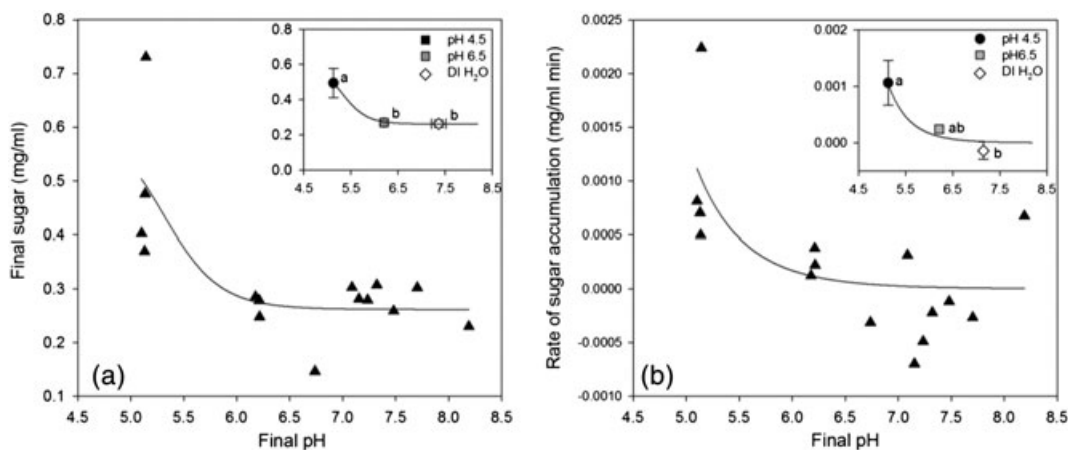 0.8
0.7
0.6
0.5
0.4
0.3
0.2
0.1
Final sugar (mg/ml)
4.5 5.0 5.5 6.0 6.5 7.0 7.5 8.0 8.5
Final pH
(a)
0.8
0.6
0.4
0.2
0.0
4.5 5.5 6.5 7.5 8.5
pH 4.5
pH 6.5
DI H₂O
a
b
b
0.0025
0.0020
0.0015
0.0010
0.0005
0.0000
-0.0005
-0.0010
Rate of sugar accumulation (mg/ml min)
4.5 5.0 5.5 6.0 6.5 7.0 7.5 8.0 8.5
Final pH
(b)
0.002
0.001
0.000
4.5 5.5 6.5 7.5 8.5
pH 4.5
pH6.5
DI H₂O
a
ab
b